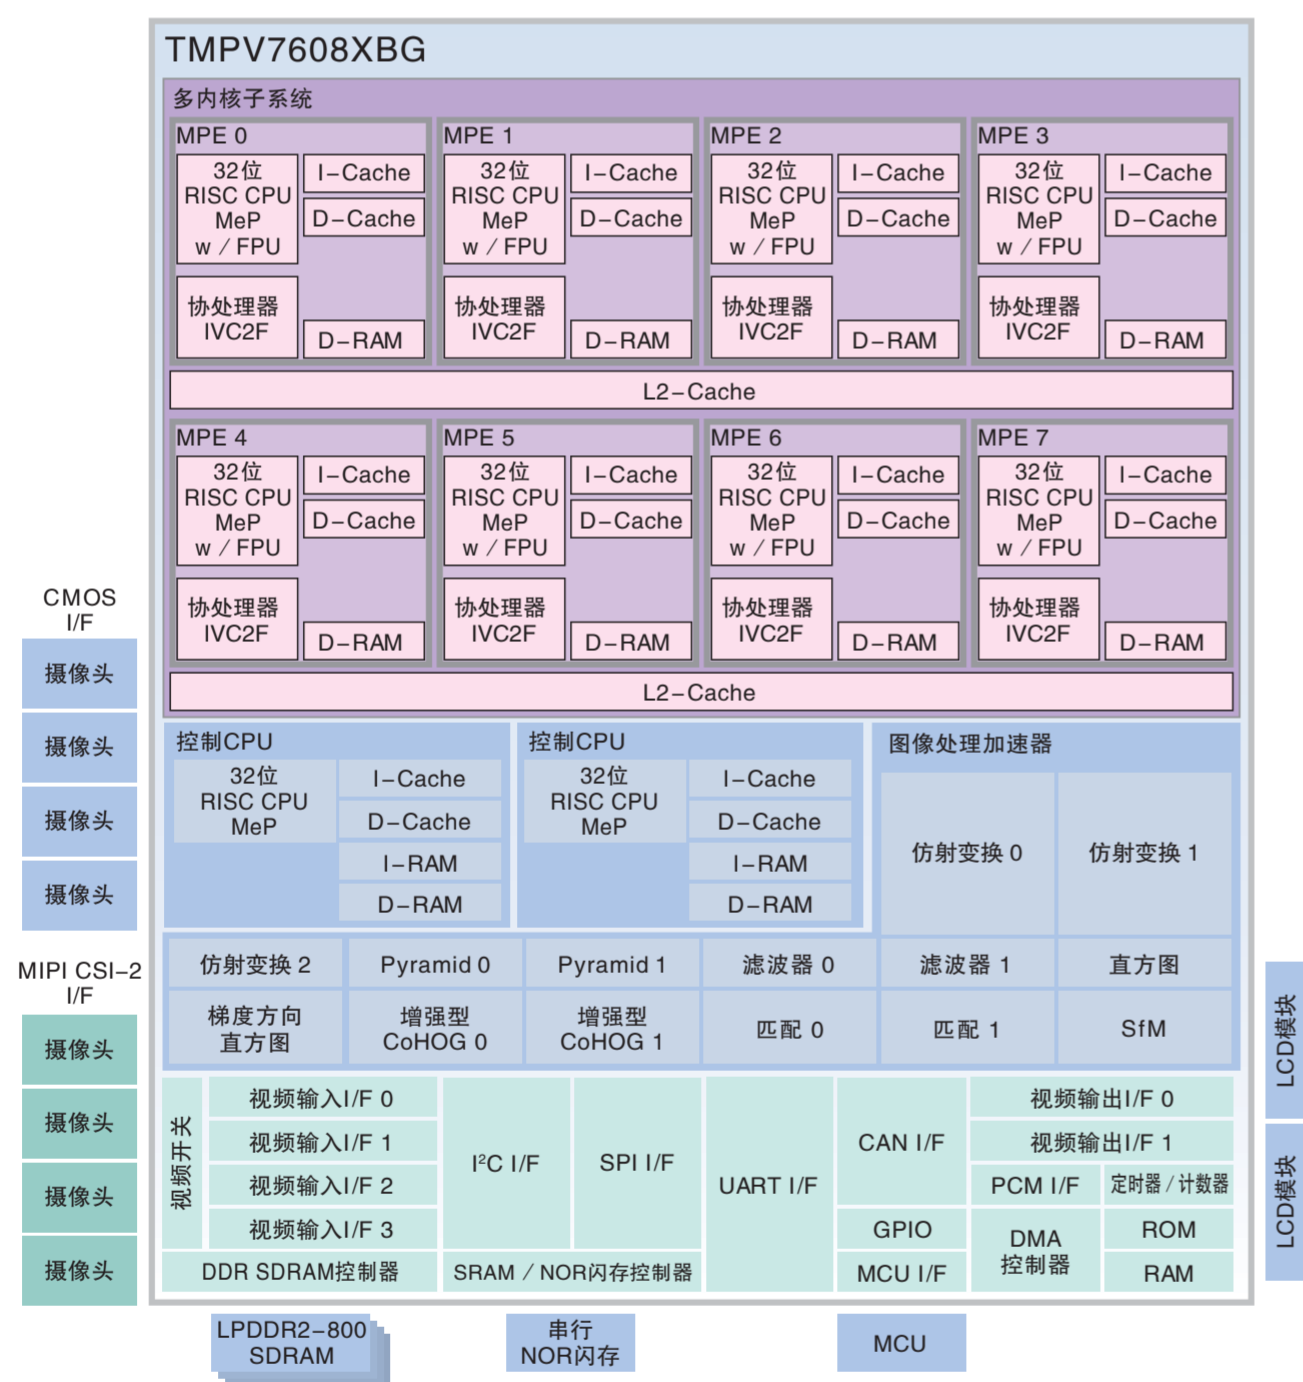 TMPV7608XBG
多内核子系统
MPE 0
32位
RISC CPU
MeP
w / FPU
I-Cache
D-Cache
协处理器
IVC2F
D-RAM
MPE 1
32位
RISC CPU
MeP
w / FPU
I-Cache
D-Cache
协处理器
IVC2F
D-RAM
MPE 2
32位
RISC CPU
MeP
w / FPU
I-Cache
D-Cache
协处理器
IVC2F
D-RAM
MPE 3
32位
RISC CPU
MeP
w / FPU
I-Cache
D-Cache
协处理器
IVC2F
D-RAM
L2-Cache
MPE 4
32位
RISC CPU
MeP
w / FPU
I-Cache
D-Cache
协处理器
IVC2F
D-RAM
MPE 5
32位
RISC CPU
MeP
w / FPU
I-Cache
D-Cache
协处理器
IVC2F
D-RAM
MPE 6
32位
RISC CPU
MeP
w / FPU
I-Cache
D-Cache
协处理器
IVC2F
D-RAM
MPE 7
32位
RISC CPU
MeP
w / FPU
I-Cache
D-Cache
协处理器
IVC2F
D-RAM
L2-Cache
CMOS
I/F
摄像头
摄像头
摄像头
摄像头
MIPI CSI-2
I/F
摄像头
摄像头
摄像头
摄像头
控制CPU
32位
RISC CPU
MeP
I-Cache
D-Cache
I-RAM
D-RAM
控制CPU
32位
RISC CPU
MeP
I-Cache
D-Cache
I-RAM
D-RAM
图像处理加速器
仿射变换 0
仿射变换 1
仿射变换 2
Pyramid 0
Pyramid 1
滤波器 0
滤波器 1
直方图
梯度方向
直方图
增强型
CoHOG 0
增强型
CoHOG 1
匹配 0
匹配 1
SfM
视频开关
视频输入I/F 0
视频输入I/F 1
视频输入I/F 2
视频输入I/F 3
I²C I/F
SPI I/F
UART I/F
CAN I/F
GPIO
MCU I/F
视频输出I/F 0
视频输出I/F 1
PCM I/F
定时器 / 计数器
DMA
控制器
ROM
RAM
DDR SDRAM控制器
SRAM / NOR闪存控制器
LCD模块
LCD模块
LPDDR2-800
SDRAM
串行
NOR闪存
MCU